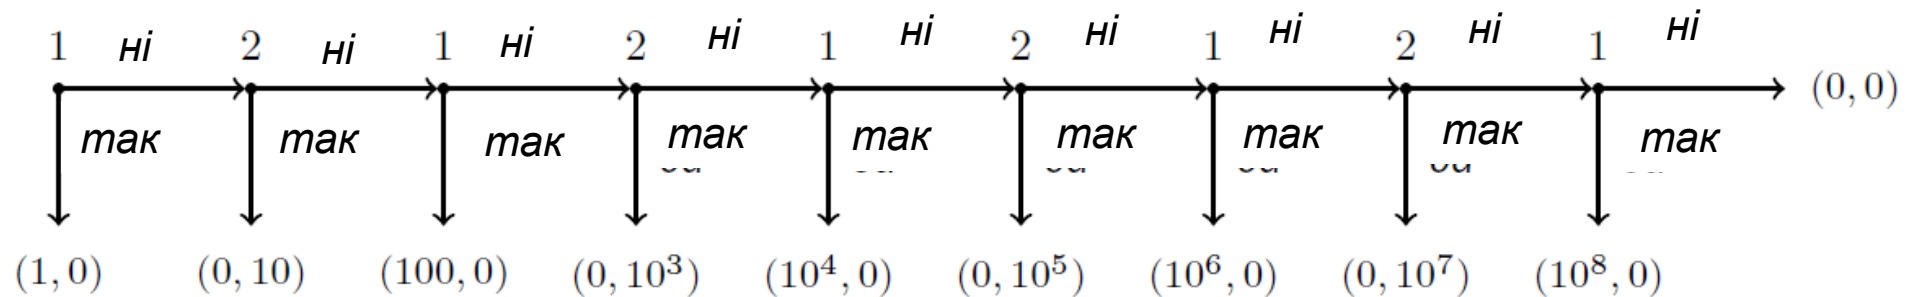 1 ні 2 ні 1 ні 2 ні 1 ні 2 ні 1 ні 2 ні 1 ні
(0, 0)
так так так так так так так так так
(1, 0) (0, 10) (100, 0) (0, 10³) (10⁴, 0) (0, 10⁵) (10⁶, 0) (0, 10⁷) (10⁸, 0)